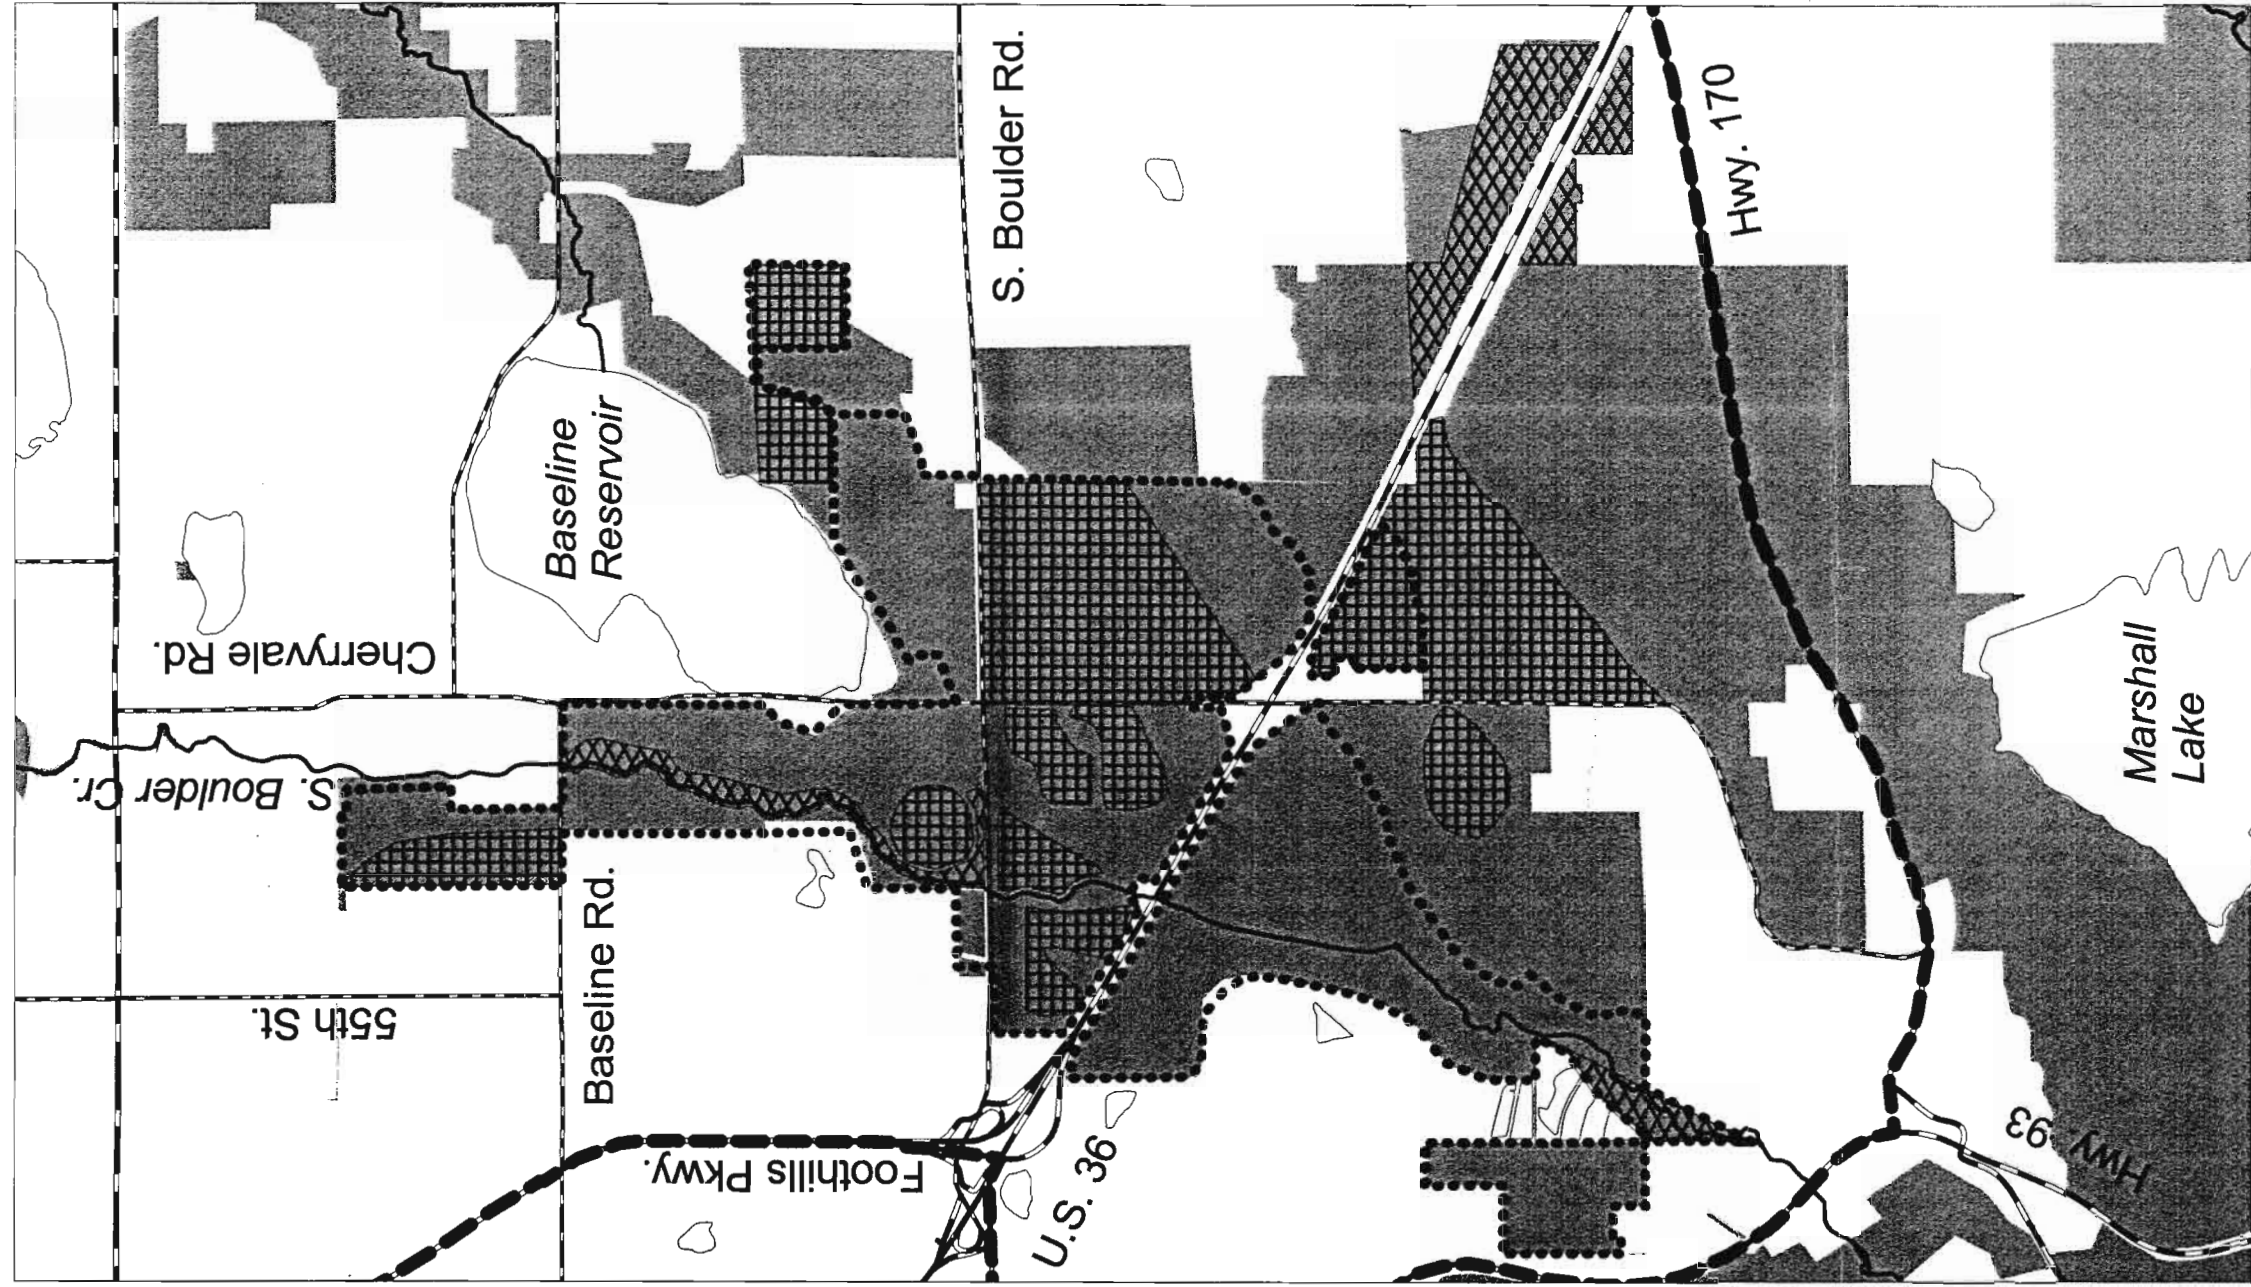 S. Boulder Rd.
Hwy. 170
Baseline
Reservoir
Cherryvale Rd.
S. Boulder Cr.
Marshall
Lake
Baseline Rd.
55th St.
Foothills Pkwy.
U.S. 36
Hwy. 93